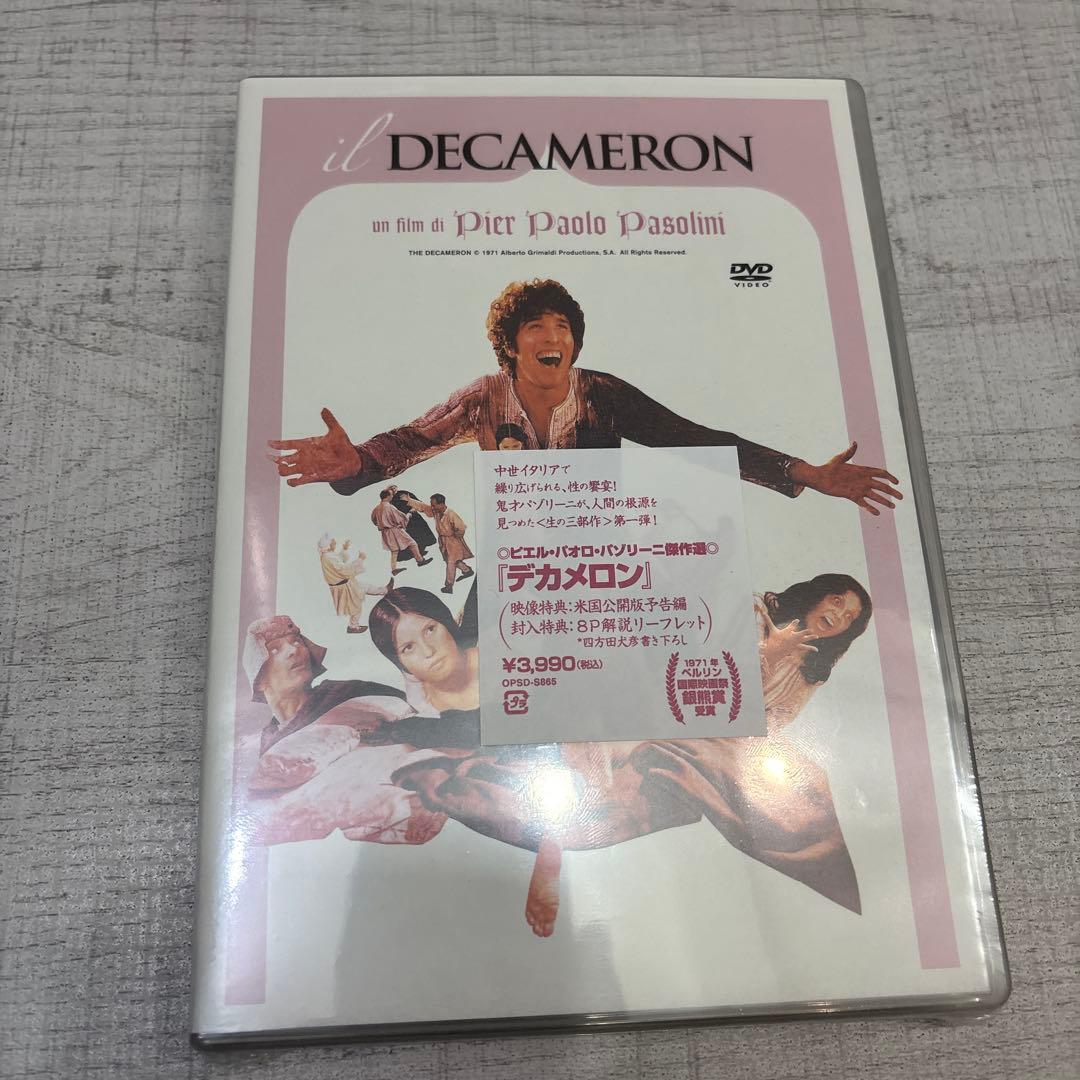 il DECAMERON
un film di Pier Paolo Pasolini
THE DECAMERON © 1971 Alberto Grimaldi Productions, S.A. All Rights Reserved.
DVD
VIDEO
中世イタリアで
繰り広げられる、性の饗宴!
鬼才パゾリーニが、人間の根源を
見つめた<生の三部作>第一弾!
◎ピエル・パオロ・パゾリーニ傑作選◎
『デカメロン』
(映像特典:米国公開版予告編
封入特典:8P解説リーフレット)
*四方田犬彦書き下ろし
¥3,990(税込)
OPSD-S865
1971年
ベルリン
国際映画祭
銀熊賞
受賞